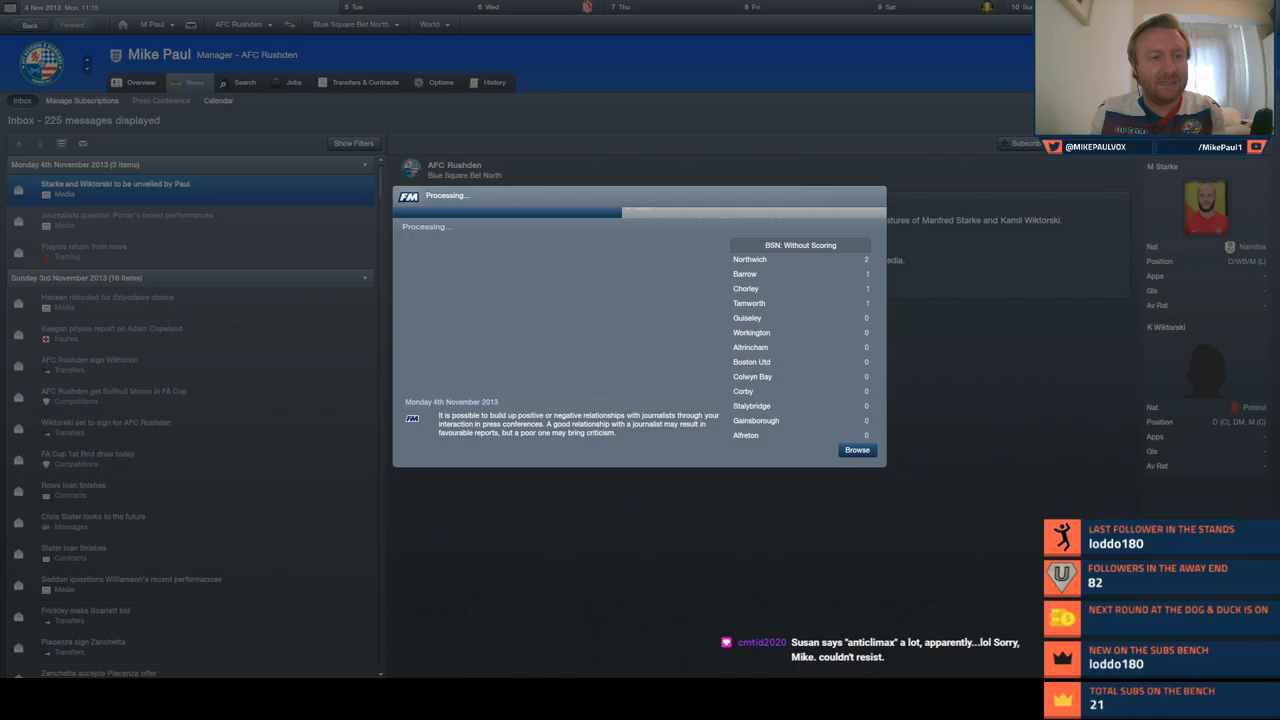 4 Nov 2013 Mon 11:15
5 Tue
6 Wed
7 Thu
8 Fri
9 Sat
10 Sun
Back
Forward
M Paul
AFC Rushden
Blue Square Bet North
World
Mike Paul
Manager - AFC Rushden
Overview
News
Search
Jobs
Transfers & Contracts
Options
History
Inbox
Manage Subscriptions
Press Conference
Calendar
Inbox - 225 messages displayed
Show Filters
Monday 4th November 2013 (3 items)
Starke and Wiktorski to be unveiled by Paul
Media
Journalists question Porter's recent performances
Media
Players return from leave
Training
Sunday 3rd November 2013 (16 items)
Hansen ridiculed for Ezlyodawe choice
Media
Keegan physio report on Adam Copeland
Injuries
AFC Rushden sign Wiktorski
Transfers
AFC Rushden get Solihull Moors in FA Cup
Competitions
Wiktorski set to sign for AFC Rushden
Transfers
FA Cup 1st Rnd draw today
Competitions
Rows loan finishes
Contracts
Chris Slater looks to the future
Messages
Slater loan finishes
Contracts
Seddon questions Williamson's recent performances
Media
Frickley make Scarlett bid
Transfers
Piacenza sign Zanchetta
Transfers
Zanchetta accepts Piacenza offer
AFC Rushden
Blue Square Bet North
Subscrib
FM
Processing...
Processing...
atures of Manfred Starke and Kamil Wiktorski.
edia.
BSN: Without Scoring
Northwich 2
Barrow 1
Chorley 1
Tamworth 1
Guiseley 0
Workington 0
Altrincham 0
Boston Utd 0
Colwyn Bay 0
Corby 0
Stalybridge 0
Gainsborough 0
Alfreton 0
Monday 4th November 2013
FM
It is possible to build up positive or negative relationships with journalists through your
interaction in press conferences. A good relationship with a journalist may result in
favourable reports, but a poor one may bring criticism.
Browse
@MIKEPAULVOX
/MikePaul1
M Starke
Nat Namibia
Position D/WB/M (L)
Apps -
Gls -
Av Rat -
K Wiktorski
Nat Poland
Position D (C), DM, M (C)
Apps -
Gls -
Av Rat -
LAST FOLLOWER IN THE STANDS
loddo180
FOLLOWERS IN THE AWAY END
82
NEXT ROUND AT THE DOG & DUCK IS ON
NEW ON THE SUBS BENCH
loddo180
TOTAL SUBS ON THE BENCH
21
cmtid2020 Susan says "anticlimax" a lot, apparently...lol Sorry,
Mike. couldn't resist.